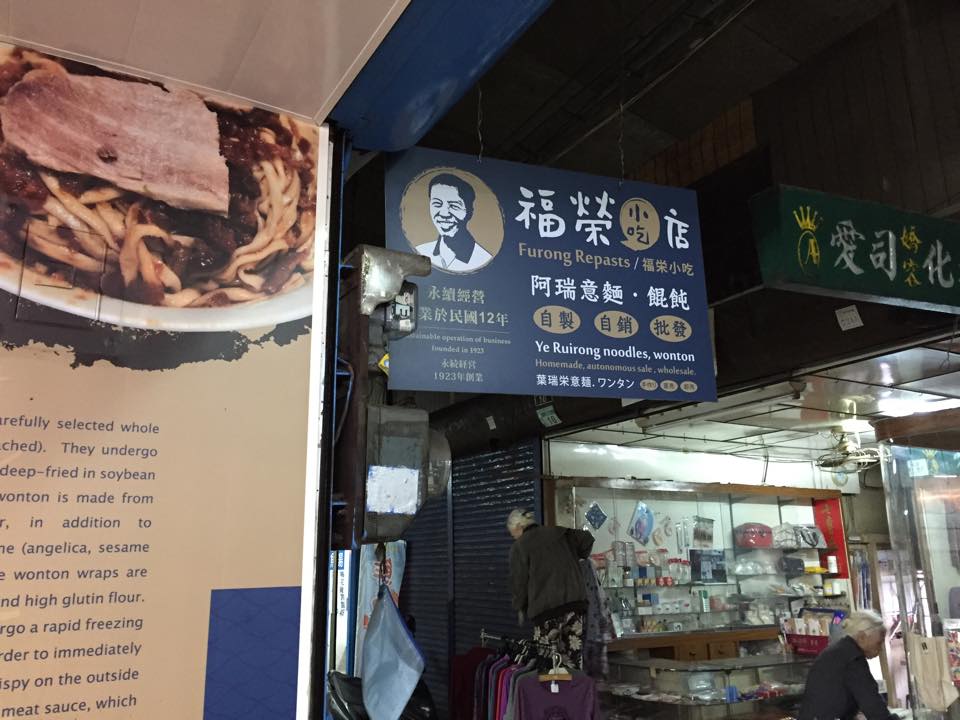 福榮小吃店
Furong Repasts / 福栄小吃
永續經營
業於民國12年
Sustainable operation of business
founded in 1923
永続経営
1923年創業
阿瑞意麵·餛飩
自製 自銷 批發
Ye Ruirong noodles, wonton
Homemade, autonomous sale , wholesale.
葉瑞栄意麺. ワンタン
愛司
化
arefully selected whole
ached). They undergo
deep-fried in soybean
wonton is made from
r, in addition to
ne (angelica, sesame
e wonton wraps are
nd high glutin flour.
rgo a rapid freezing
rder to immediately
ispy on the outside
meat sauce, which